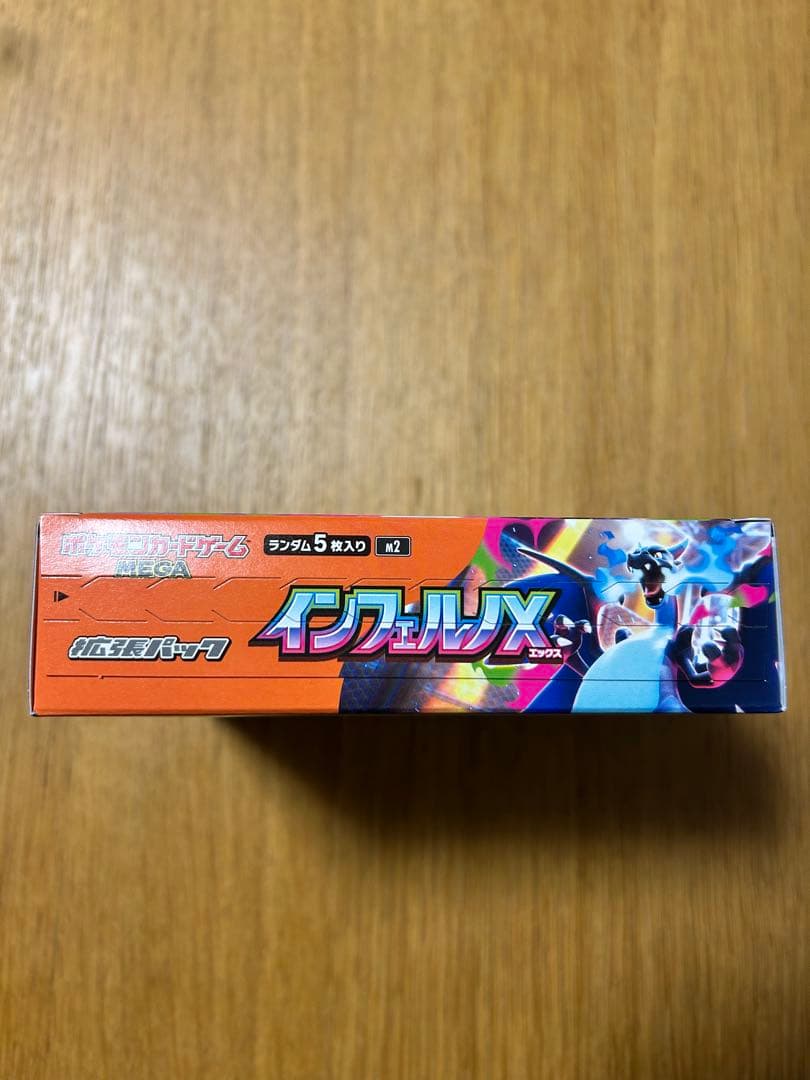 ポケモンカードゲーム
MEGA
ランダム5枚入り M2
拡張パック
インフェルノX
エックス